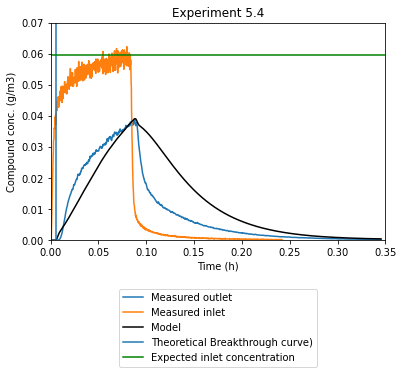 Experiment 5.4
0.07
0.06
0.05
0.04
0.03
0.02
0.01
0.00
Compound conc. (g/m3)
0.00 0.05 0.10 0.15 0.20 0.25 0.30 0.35
Time (h)
Measured outlet
Measured inlet
Model
Theoretical Breakthrough curve)
Expected inlet concentration